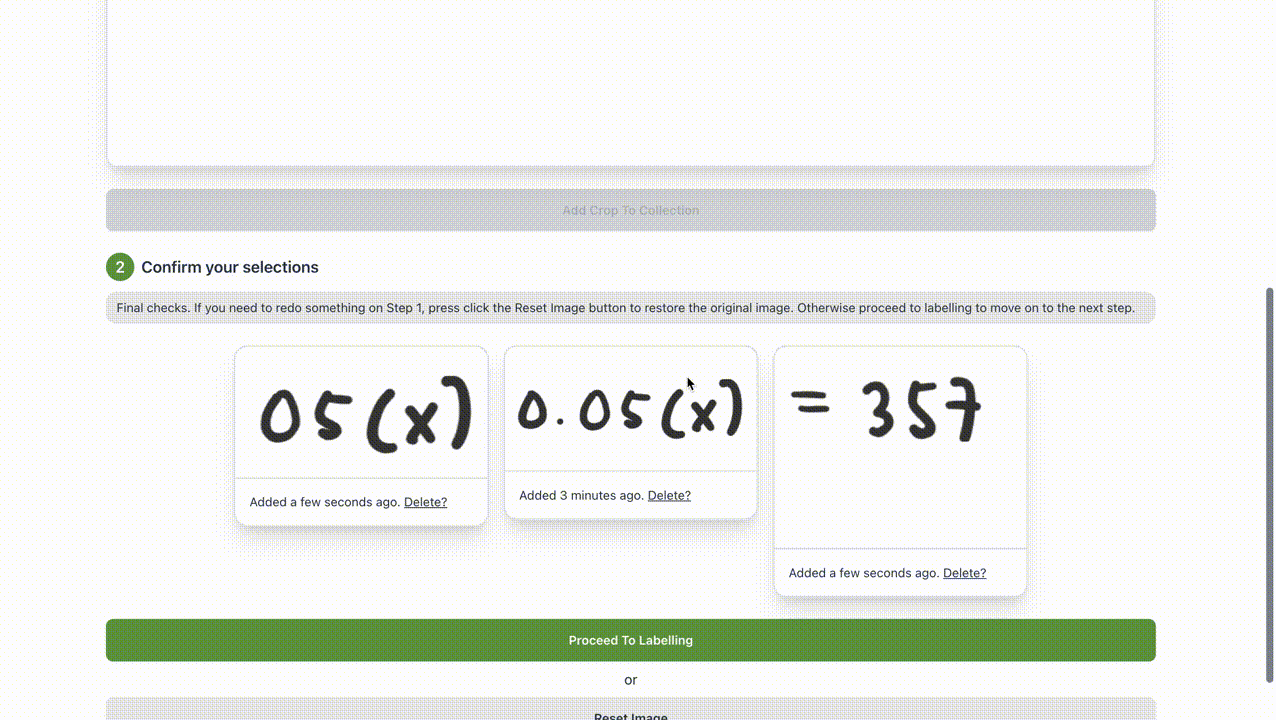 Add Crop To Collection
2 Confirm your selections
Final checks. If you need to redo something on Step 1, press click the Reset Image button to restore the original image. Otherwise proceed to labelling to move on to the next step.
05(x)
Added a few seconds ago. Delete?
0.05(x)
Added 3 minutes ago. Delete?
= 357
Added a few seconds ago. Delete?
Proceed To Labelling
or
Reset Image